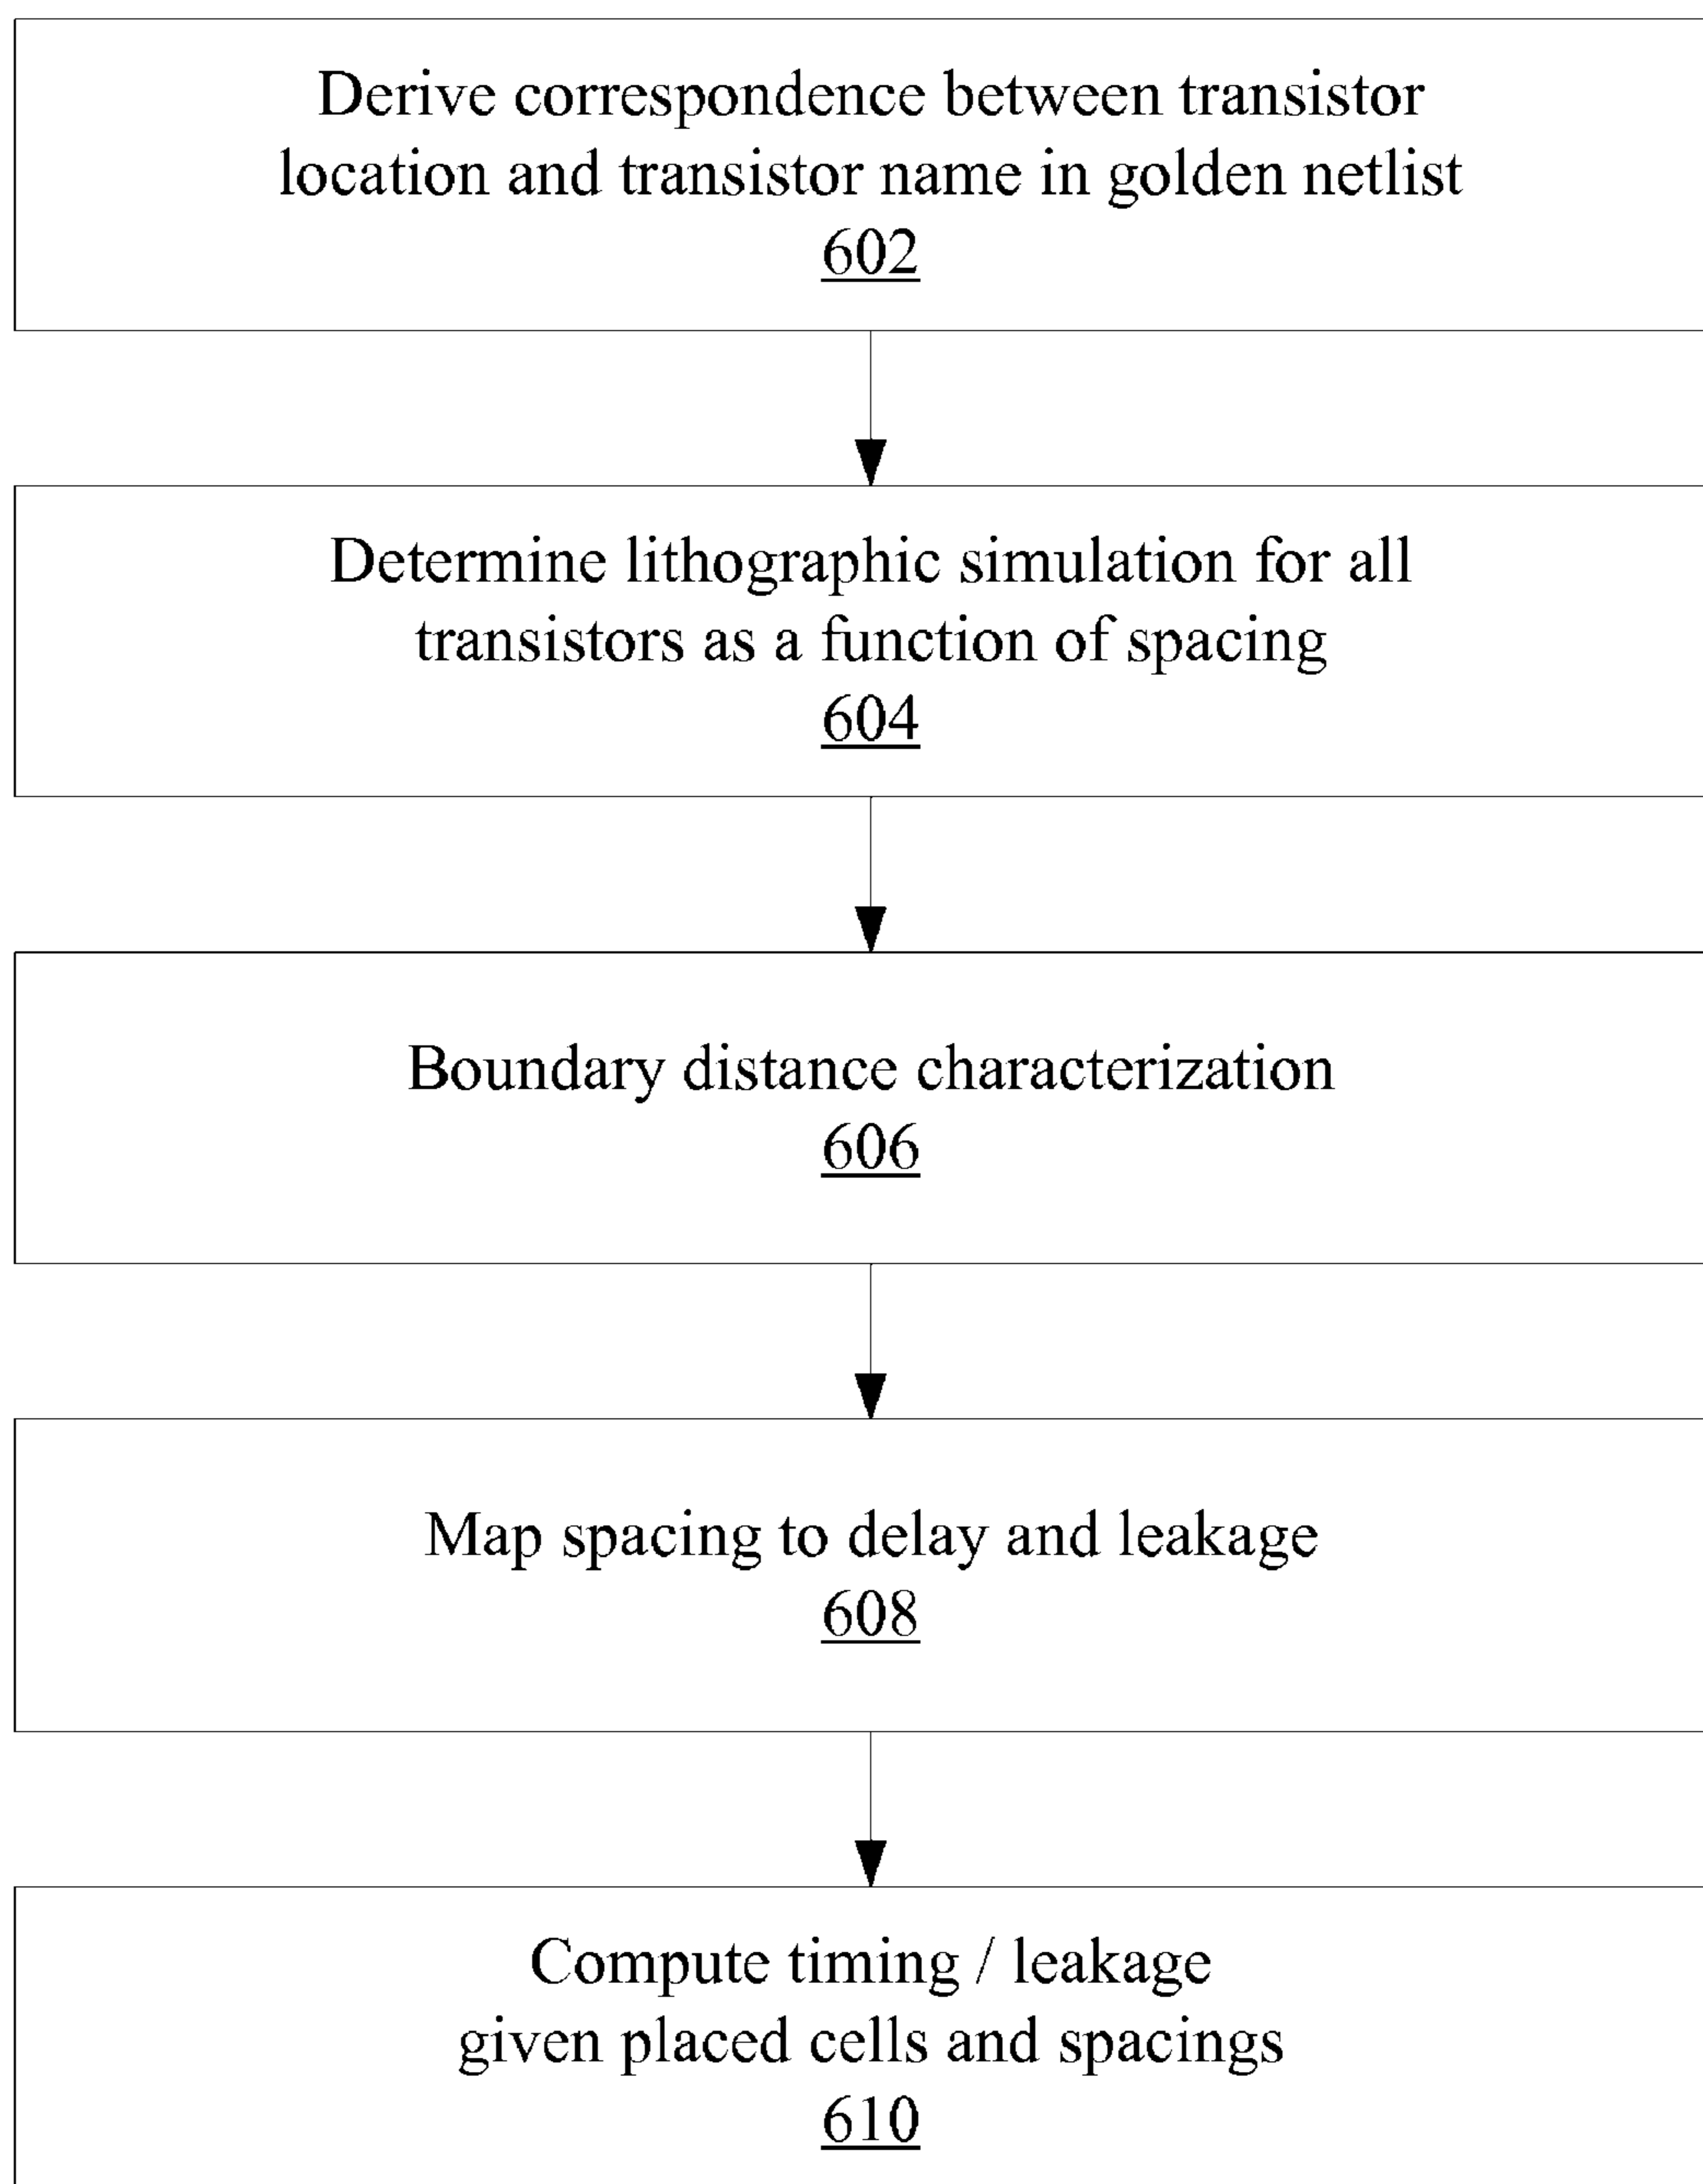 Derive correspondence between transistor
location and transistor name in golden netlist
602
Determine lithographic simulation for all
transistors as a function of spacing
604
Boundary distance characterization
606
Map spacing to delay and leakage
608
Compute timing / leakage
given placed cells and spacings
610